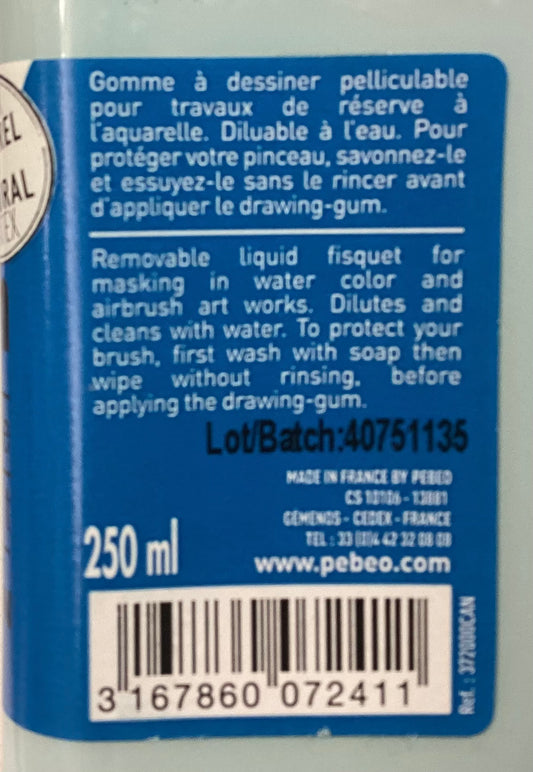 Gomme à dessiner pelliculable
pour travaux de réserve à
l'aquarelle. Diluable à l'eau. Pour
protéger votre pinceau, savonnez-le
et essuyez-le sans le rincer avant
d'appliquer le drawing-gum.
Removable liquid fisquet for
masking in water color and
airbrush art works. Dilutes and
cleans with water. To protect your
brush, first wash with soap then
wipe without rinsing, before
applying the drawing-gum.
Lot/Batch:40751135
MADE IN FRANCE BY PEBEO
CS 10106 - 13881
GÉMENOS - CEDEX - FRANCE
TEL : 33 (0)4 42 32 08 08
250 ml
www.pebeo.com
3 167860 072411
Ref. : 372000CAN